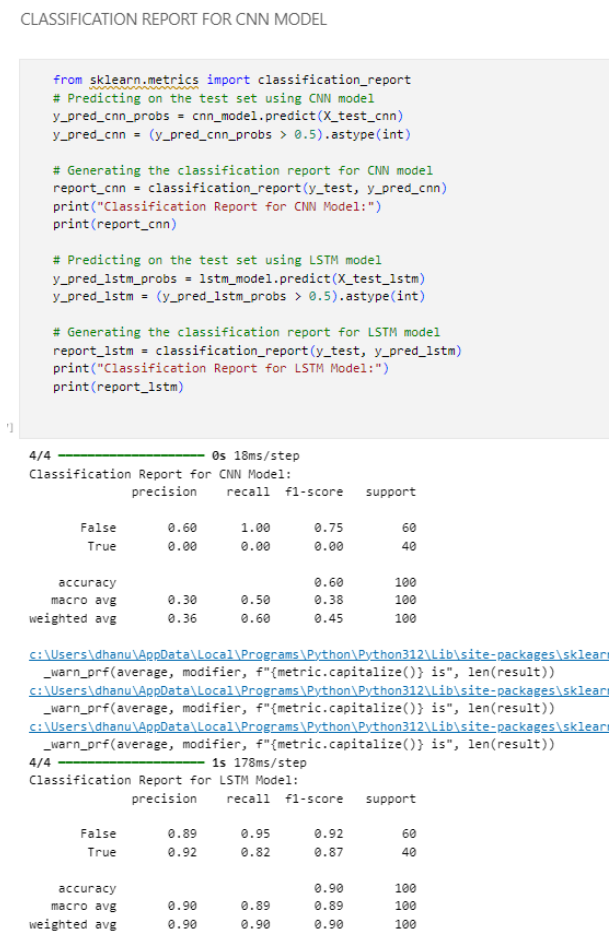 CLASSIFICATION REPORT FOR CNN MODEL
from sklearn.metrics import classification_report
# Predicting on the test set using CNN model
y_pred_cnn_probs = cnn_model.predict(X_test_cnn)
y_pred_cnn = (y_pred_cnn_probs > 0.5).astype(int)
# Generating the classification report for CNN model
report_cnn = classification_report(y_test, y_pred_cnn)
print("Classification Report for CNN Model:")
print(report_cnn)
# Predicting on the test set using LSTM model
y_pred_lstm_probs = lstm_model.predict(X_test_lstm)
y_pred_lstm = (y_pred_lstm_probs > 0.5).astype(int)
# Generating the classification report for LSTM model
report_lstm = classification_report(y_test, y_pred_lstm)
print("Classification Report for LSTM Model:")
print(report_lstm)
4/4 ━━━━━━━━━━━━━━━━━━━━ 0s 18ms/step
Classification Report for CNN Model:
precision recall f1-score support
False 0.60 1.00 0.75 60
True 0.00 0.00 0.00 40
accuracy 0.60 100
macro avg 0.30 0.50 0.38 100
weighted avg 0.36 0.60 0.45 100
c:\Users\dhanu\AppData\Local\Programs\Python\Python312\Lib\site-packages\sklearn
_warn_prf(average, modifier, f"{metric.capitalize()} is", len(result))
c:\Users\dhanu\AppData\Local\Programs\Python\Python312\Lib\site-packages\sklearn
_warn_prf(average, modifier, f"{metric.capitalize()} is", len(result))
c:\Users\dhanu\AppData\Local\Programs\Python\Python312\Lib\site-packages\sklearn
_warn_prf(average, modifier, f"{metric.capitalize()} is", len(result))
4/4 ━━━━━━━━━━━━━━━━━━━━ 1s 178ms/step
Classification Report for LSTM Model:
precision recall f1-score support
False 0.89 0.95 0.92 60
True 0.92 0.82 0.87 40
accuracy 0.90 100
macro avg 0.90 0.89 0.89 100
weighted avg 0.90 0.90 0.90 100